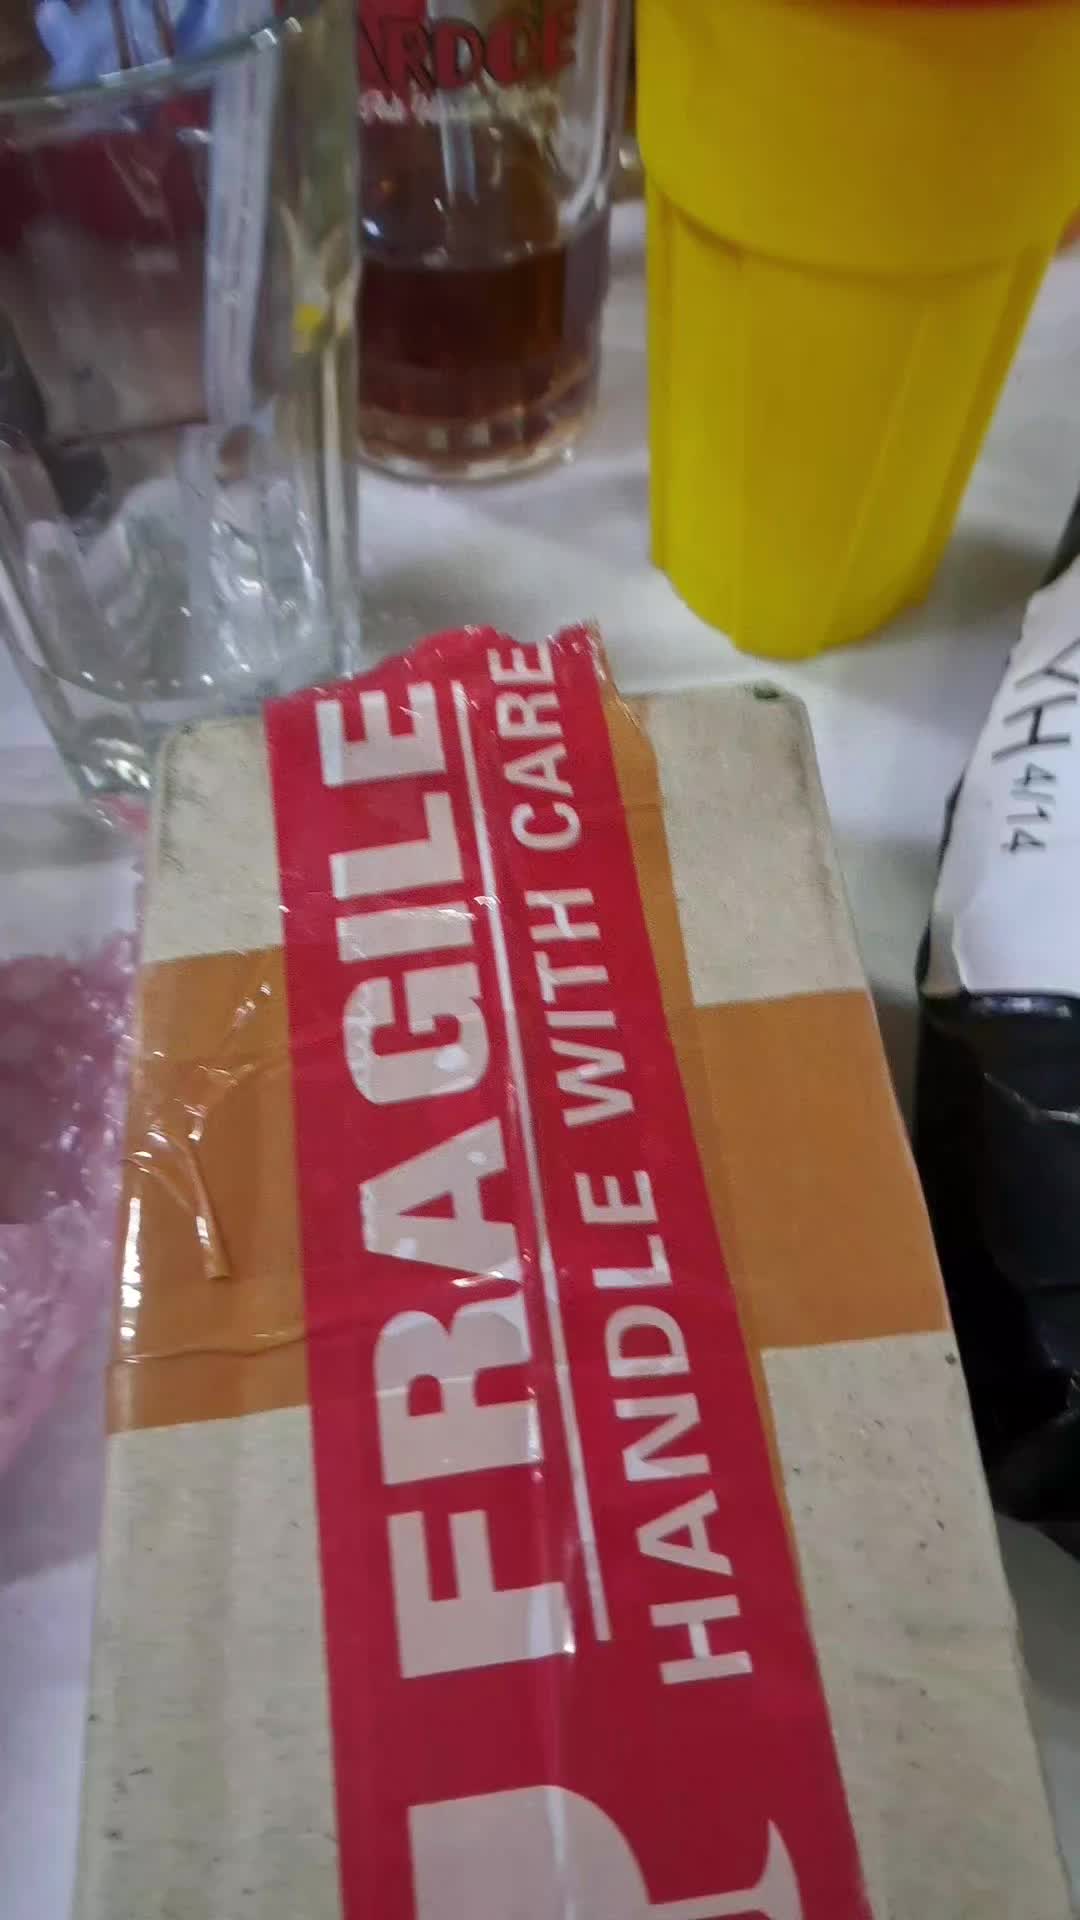 FRAGILE
HANDLE WITH CARE
YH 4/14